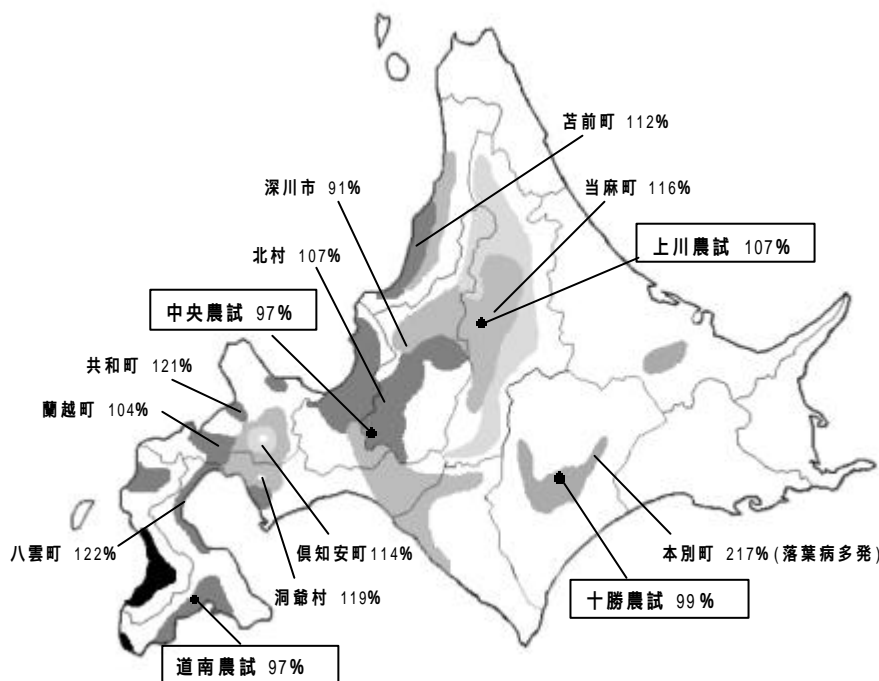 苫前町 112%
深川市 91%
当麻町 116%
北村 107%
上川農試 107%
中央農試 97%
共和町 121%
蘭越町 104%
八雲町 122%
倶知安町114%
本別町 217%(落葉病多発)
洞爺村 119%
十勝農試 99%
道南農試 97%